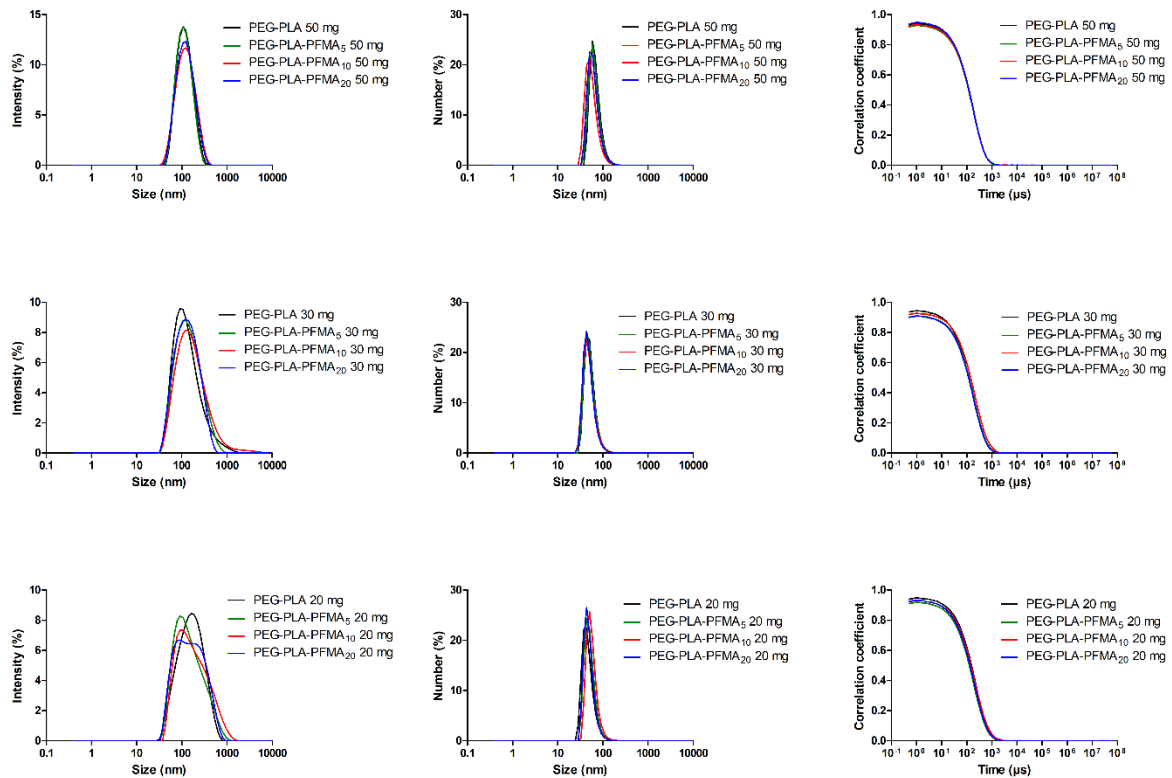 15
10
5
0
Intensity (%)
0.1 1 10 100 1000 10000
Size (nm)
PEG-PLA 50 mg
PEG-PLA-PFMA₅ 50 mg
PEG-PLA-PFMA₁₀ 50 mg
PEG-PLA-PFMA₂₀ 50 mg
30
20
10
0
Number (%)
0.1 1 10 100 1000 10000
Size (nm)
PEG-PLA 50 mg
PEG-PLA-PFMA₅ 50 mg
PEG-PLA-PFMA₁₀ 50 mg
PEG-PLA-PFMA₂₀ 50 mg
1.0
0.8
0.6
0.4
0.2
0.0
Correlation coefficient
10⁻¹ 10⁰ 10¹ 10² 10³ 10⁴ 10⁵ 10⁶ 10⁷ 10⁸
Time (µs)
PEG-PLA 50 mg
PEG-PLA-PFMA₅ 50 mg
PEG-PLA-PFMA₁₀ 50 mg
PEG-PLA-PFMA₂₀ 50 mg
10
8
6
4
2
0
Intensity (%)
0.1 1 10 100 1000 10000
Size (nm)
PEG-PLA 30 mg
PEG-PLA-PFMA₅ 30 mg
PEG-PLA-PFMA₁₀ 30 mg
PEG-PLA-PFMA₂₀ 30 mg
30
20
10
0
Number (%)
0.1 1 10 100 1000 10000
Size (nm)
PEG-PLA 30 mg
PEG-PLA-PFMA₅ 30 mg
PEG-PLA-PFMA₁₀ 30 mg
PEG-PLA-PFMA₂₀ 30 mg
1.0
0.8
0.6
0.4
0.2
0.0
Correlation coefficient
10⁻¹ 10⁰ 10¹ 10² 10³ 10⁴ 10⁵ 10⁶ 10⁷ 10⁸
Time (µs)
PEG-PLA 30 mg
PEG-PLA-PFMA₅ 30 mg
PEG-PLA-PFMA₁₀ 30 mg
PEG-PLA-PFMA₂₀ 30 mg
10
8
6
4
2
0
Intensity (%)
0.1 1 10 100 1000 10000
Size (nm)
PEG-PLA 20 mg
PEG-PLA-PFMA₅ 20 mg
PEG-PLA-PFMA₁₀ 20 mg
PEG-PLA-PFMA₂₀ 20 mg
30
20
10
0
Number (%)
0.1 1 10 100 1000 10000
Size (nm)
PEG-PLA 20 mg
PEG-PLA-PFMA₅ 20 mg
PEG-PLA-PFMA₁₀ 20 mg
PEG-PLA-PFMA₂₀ 20 mg
1.0
0.8
0.6
0.4
0.2
0.0
Correlation coefficient
10⁻¹ 10⁰ 10¹ 10² 10³ 10⁴ 10⁵ 10⁶ 10⁷ 10⁸
Time (µs)
PEG-PLA 20 mg
PEG-PLA-PFMA₅ 20 mg
PEG-PLA-PFMA₁₀ 20 mg
PEG-PLA-PFMA₂₀ 20 mg